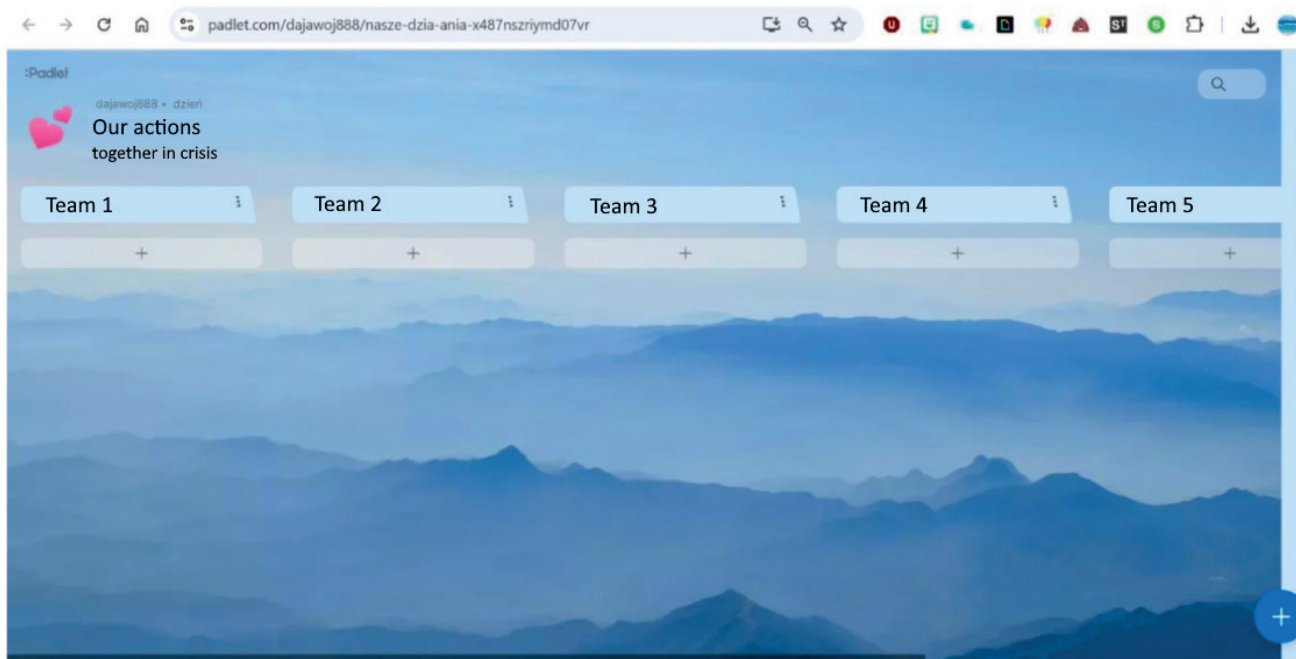 padlet.com/dajawoj888/nasze-dzia-ania-x487nszriymd07vr
:Padlet
dajawoj888 • dzień
Our actions
together in crisis
Team 1
Team 2
Team 3
Team 4
Team 5